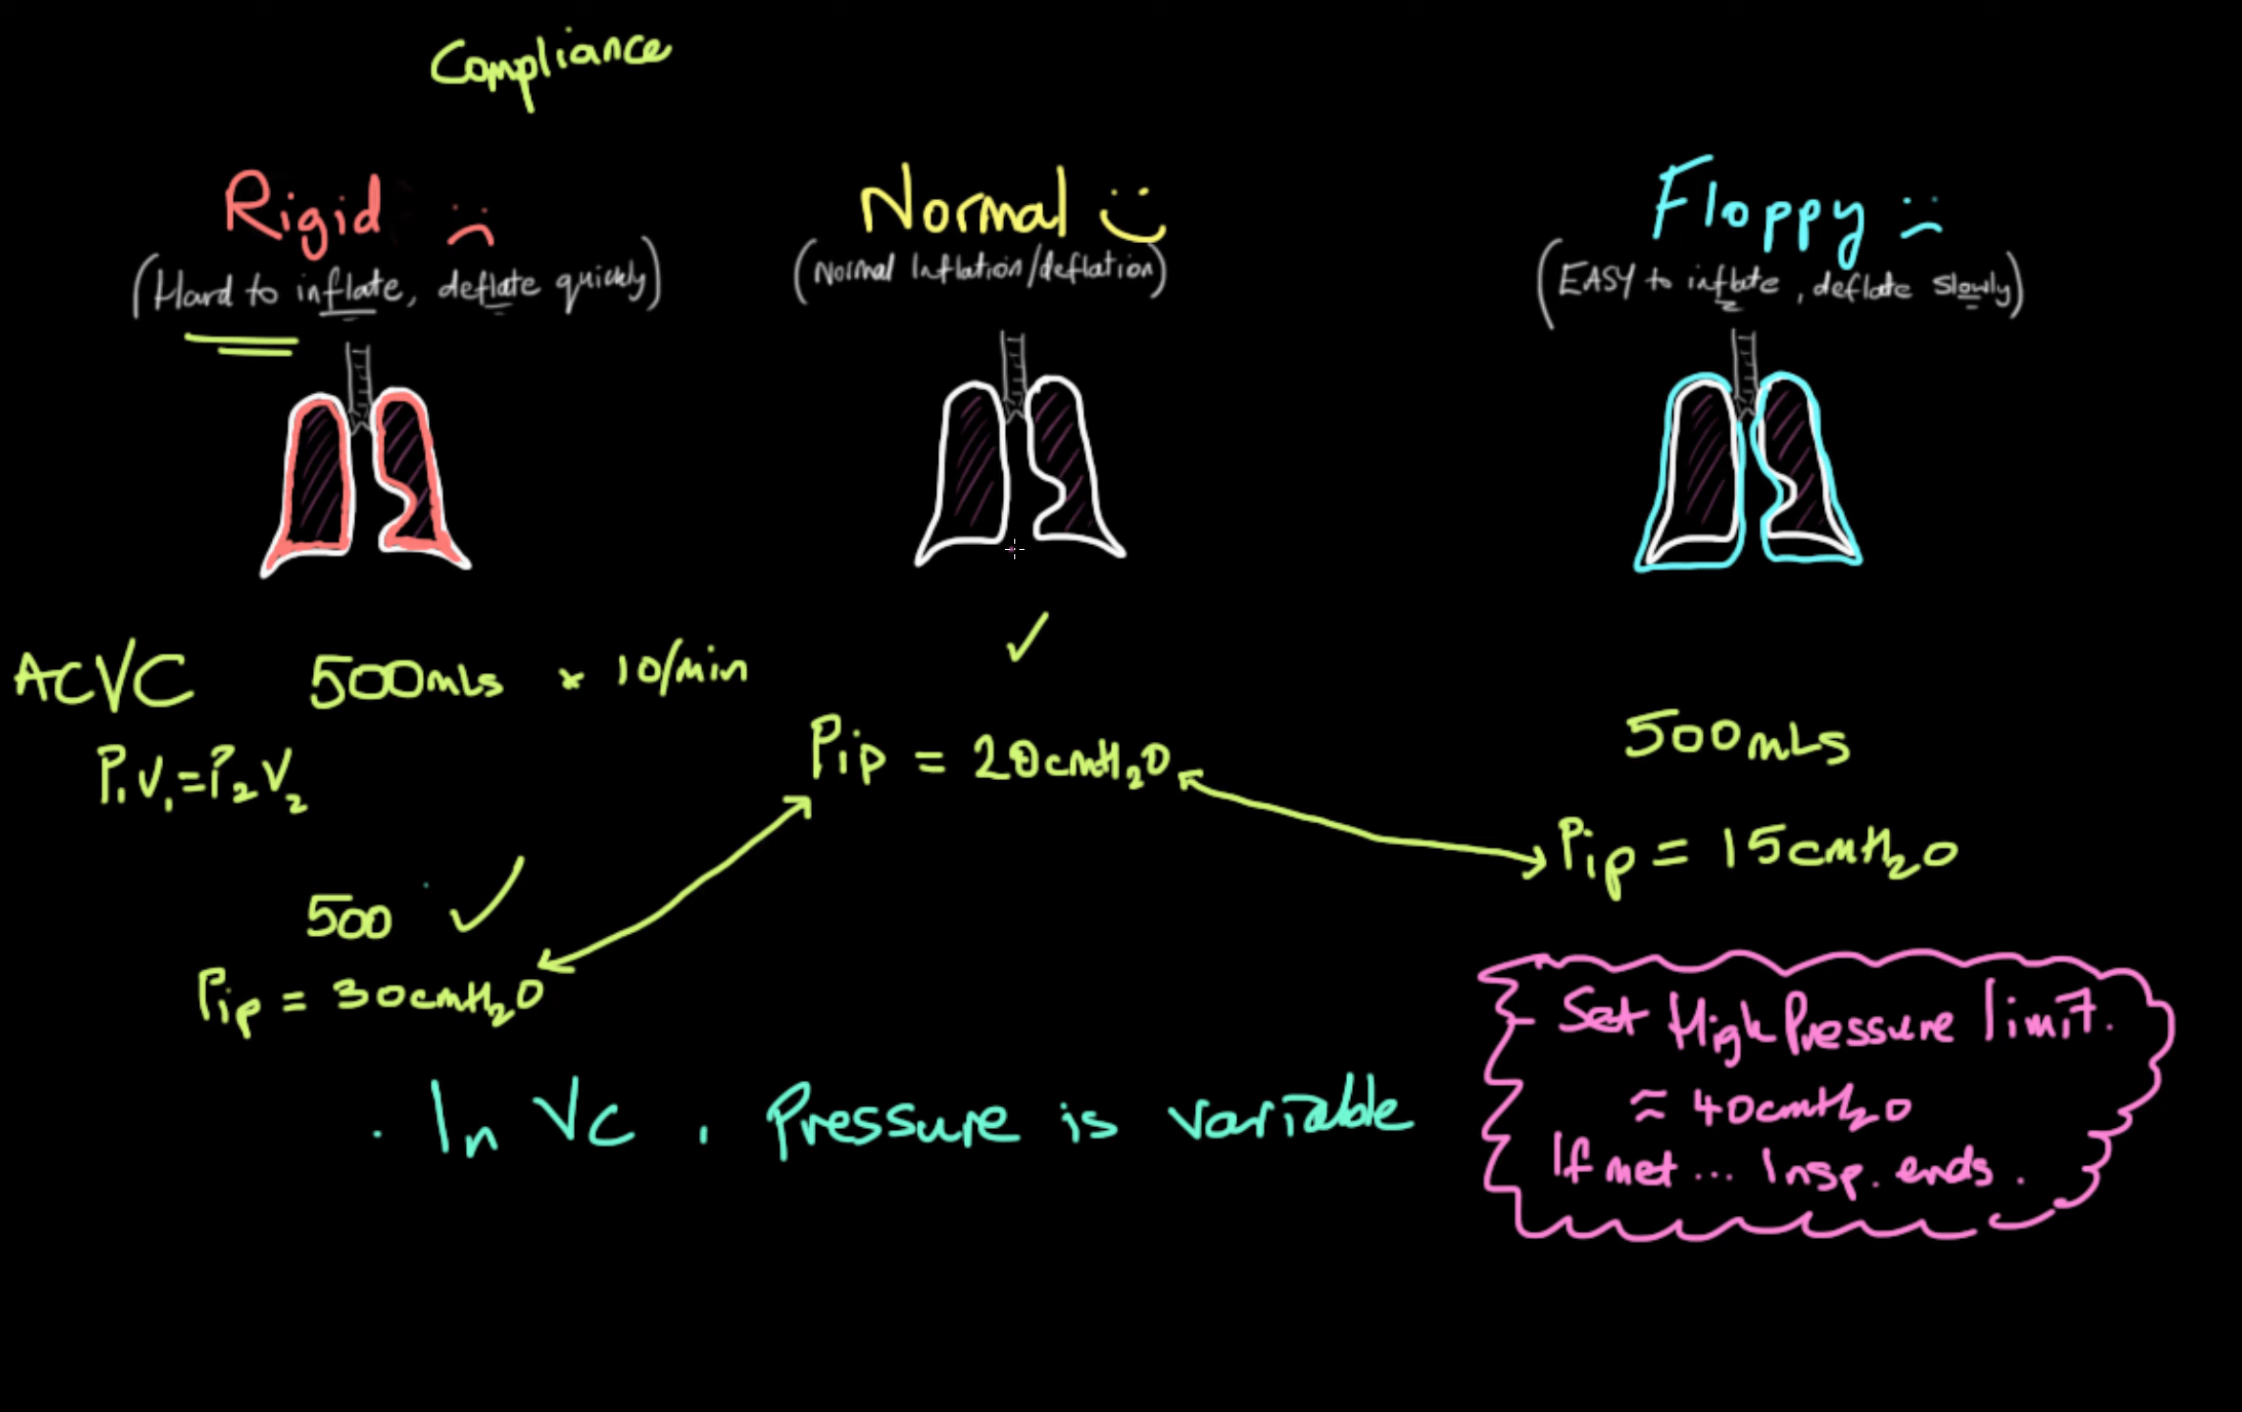 Compliance
Rigid
(Hard to inflate, deflate quickly)
Normal
(Normal Inflation/deflation)
Floppy
(EASY to inflate, deflate slowly)
ACVC 500mLs × 10/min
P₁V₁=P₂V₂
500 ✓
Pip = 30cmH₂O
✓
Pip = 20cmH₂O
500mLs
Pip = 15cmH₂O
. In VC, Pressure is variable
- Set High Pressure limit.
≈ 40cmH₂O
If met ... Insp. ends.